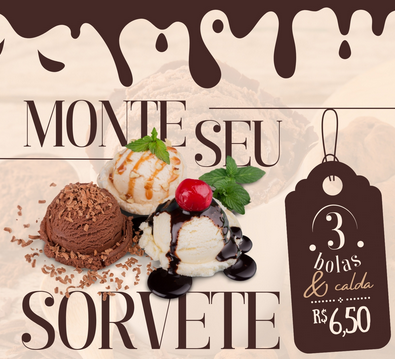 MONTE
SEU
SORVETE
3
bolas
& calda
R$ 6,50